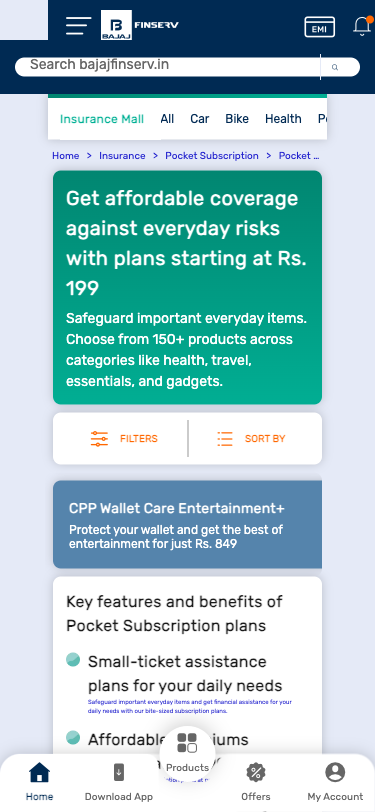 BAJAJ FINSERV
EMI
Search bajajfinserv.in
Insurance Mall All Car Bike Health
Home > Insurance > Pocket Subscription > Pocket ...
Get affordable coverage
against everyday risks
with plans starting at Rs.
199
Safeguard important everyday items.
Choose from 150+ products across
categories like health, travel,
essentials, and gadgets.
FILTERS
SORT BY
CPP Wallet Care Entertainment+
Protect your wallet and get the best of
entertainment for just Rs. 849
Key features and benefits of
Pocket Subscription plans
Small-ticket assistance
plans for your daily needs
Safeguard important everyday items and get financial assistance for your
daily needs with our bite-sized subscription plans.
Products
Home
Download App
Offers
My Account